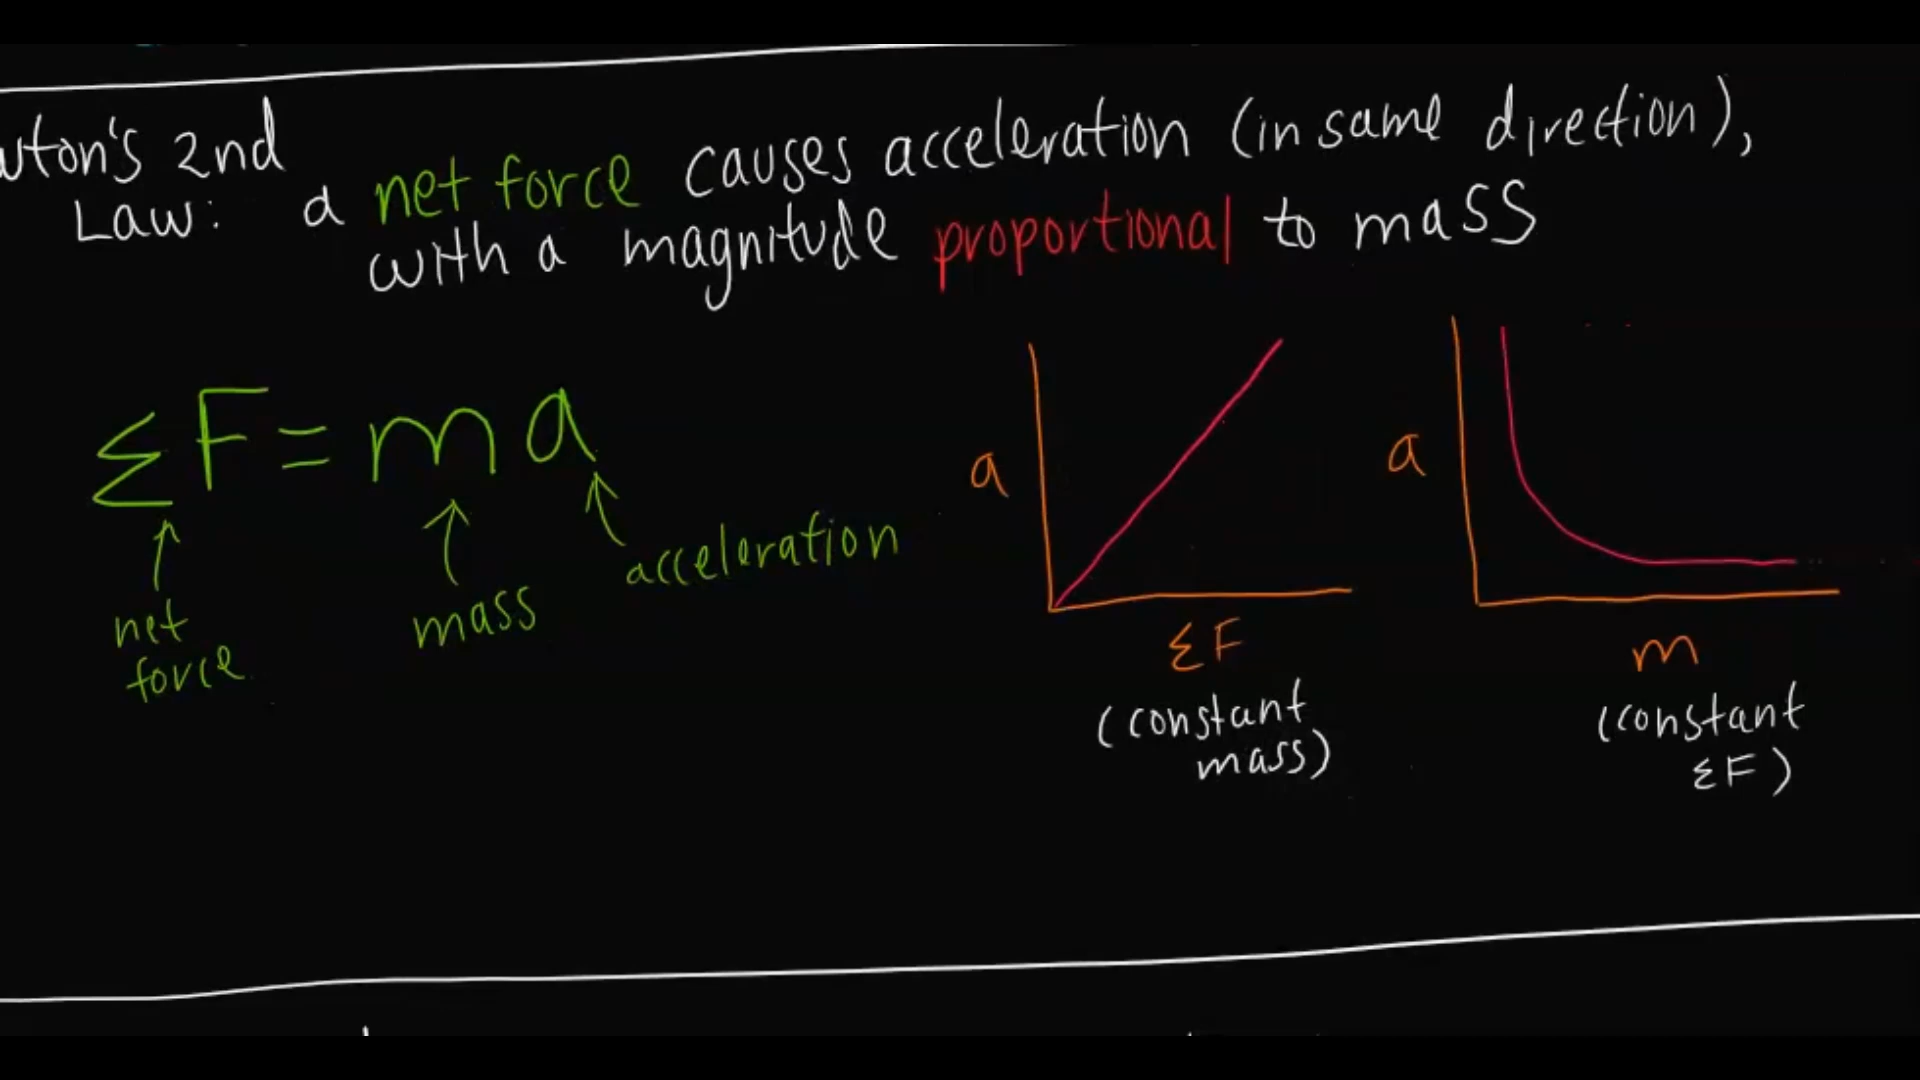 wton's 2nd
Law: a net force causes acceleration (in same direction),
with a magnitude proportional to mass
ΣF = ma
net
force
mass
acceleration
a
ΣF
(constant
mass)
a
m
(constant
ΣF)